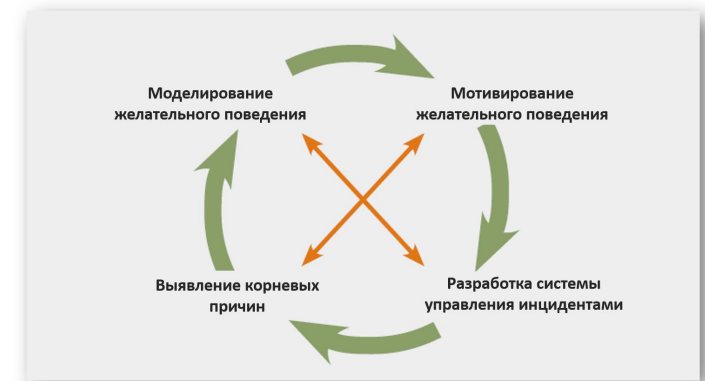 Моделирование
желательного поведения
Мотивирование
желательного поведения
Выявление корневых
причин
Разработка системы
управления инцидентами